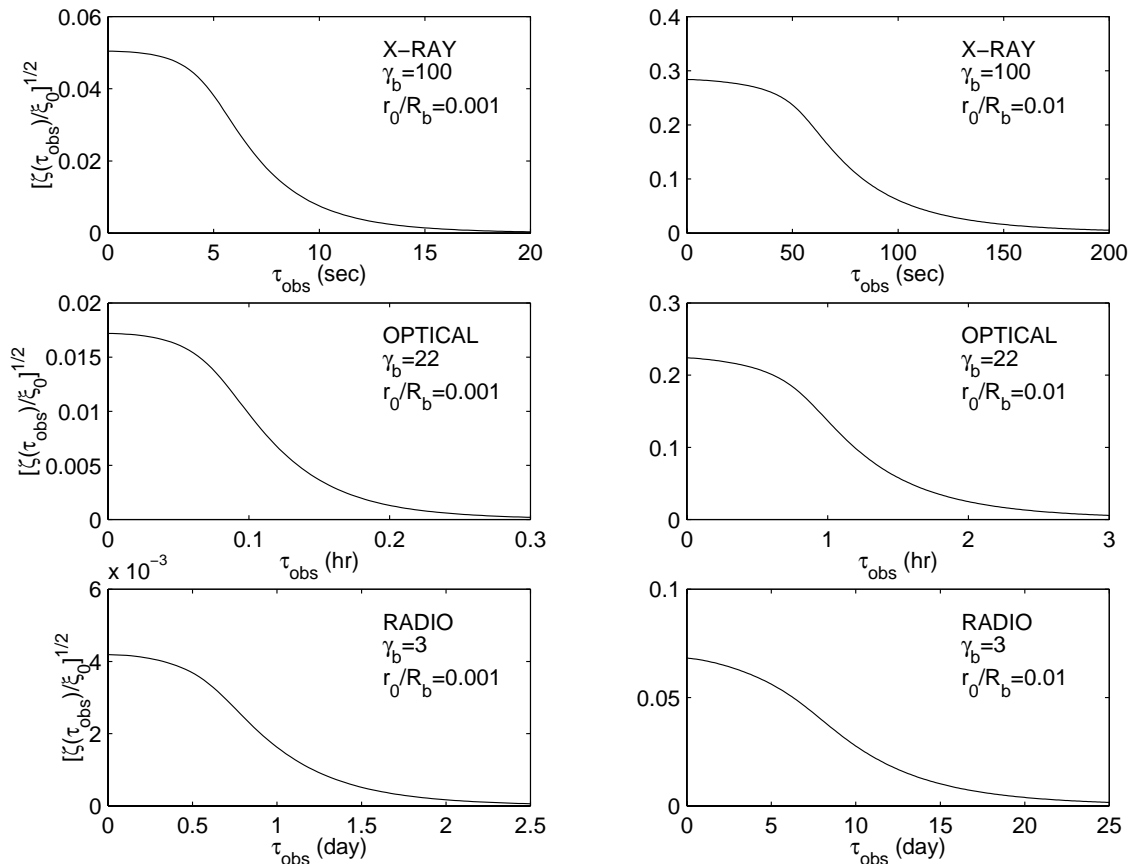 0.06
0.04
0.02
0
0 5 10 15 20
[ζ(τobs)/ξ0]1/2
τobs (sec)
X−RAY
γb=100
r0/Rb=0.001
0.4
0.3
0.2
0.1
0
0 50 100 150 200
τobs (sec)
X−RAY
γb=100
r0/Rb=0.01
0.02
0.015
0.01
0.005
0
0 0.1 0.2 0.3
[ζ(τobs)/ξ0]1/2
τobs (hr)
OPTICAL
γb=22
r0/Rb=0.001
0.3
0.2
0.1
0
0 1 2 3
τobs (hr)
OPTICAL
γb=22
r0/Rb=0.01
x 10−3
6
4
2
0
0 0.5 1 1.5 2 2.5
[ζ(τobs)/ξ0]1/2
τobs (day)
RADIO
γb=3
r0/Rb=0.001
0.1
0.05
0
0 5 10 15 20 25
τobs (day)
RADIO
γb=3
r0/Rb=0.01